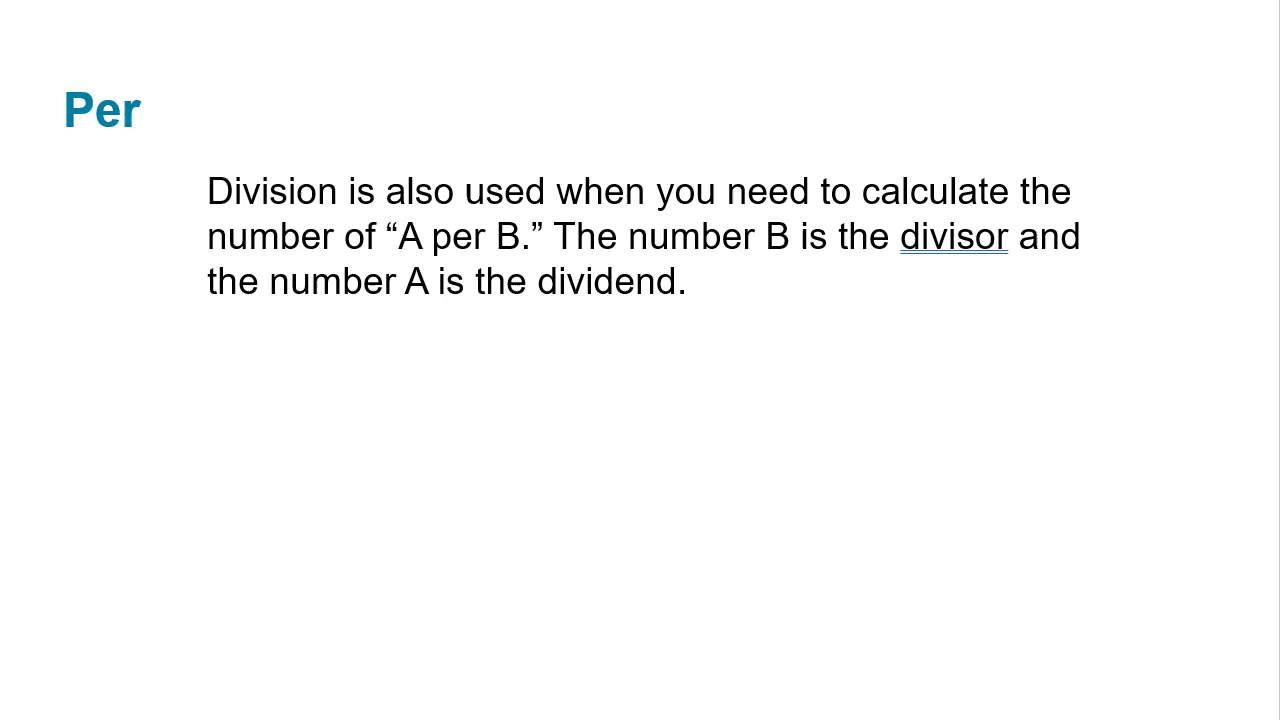 Per
Division is also used when you need to calculate the
number of “A per B.” The number B is the divisor and
the number A is the dividend.